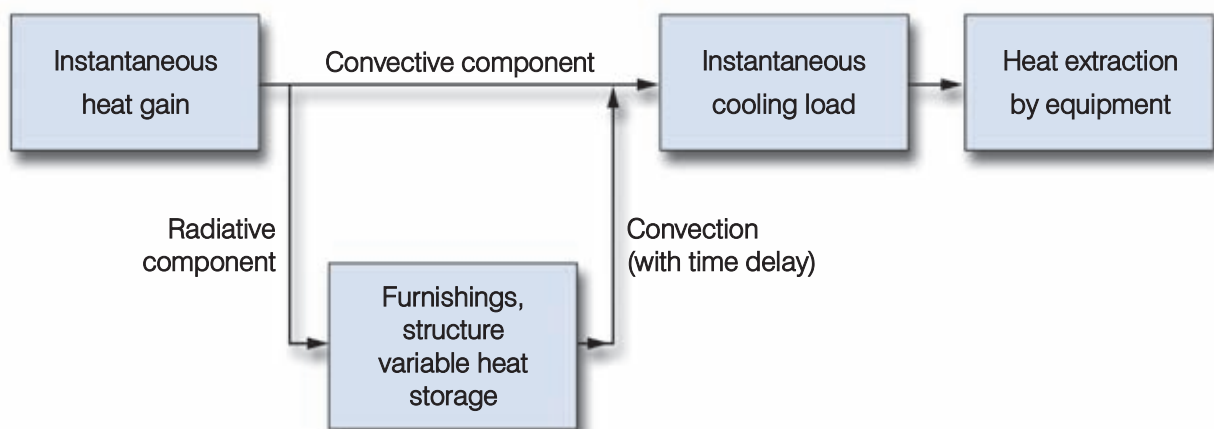 Instantaneous
heat gain
Convective component
Instantaneous
cooling load
Heat extraction
by equipment
Radiative
component
Furnishings,
structure
variable heat
storage
Convection
(with time delay)